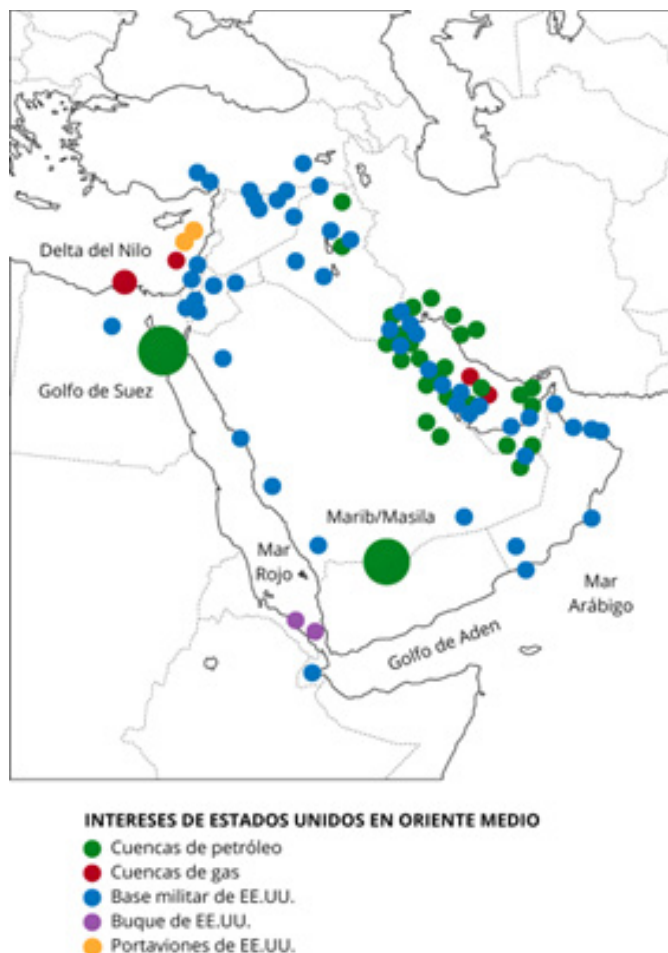 Delta del Nilo
Golfo de Suez
Marib/Masila
Mar
Rojo
Mar
Arábigo
Golfo de Aden
INTERESES DE ESTADOS UNIDOS EN ORIENTE MEDIO
Cuencas de petróleo
Cuencas de gas
Base militar de EE.UU.
Buque de EE.UU.
Portaviones de EE.UU.